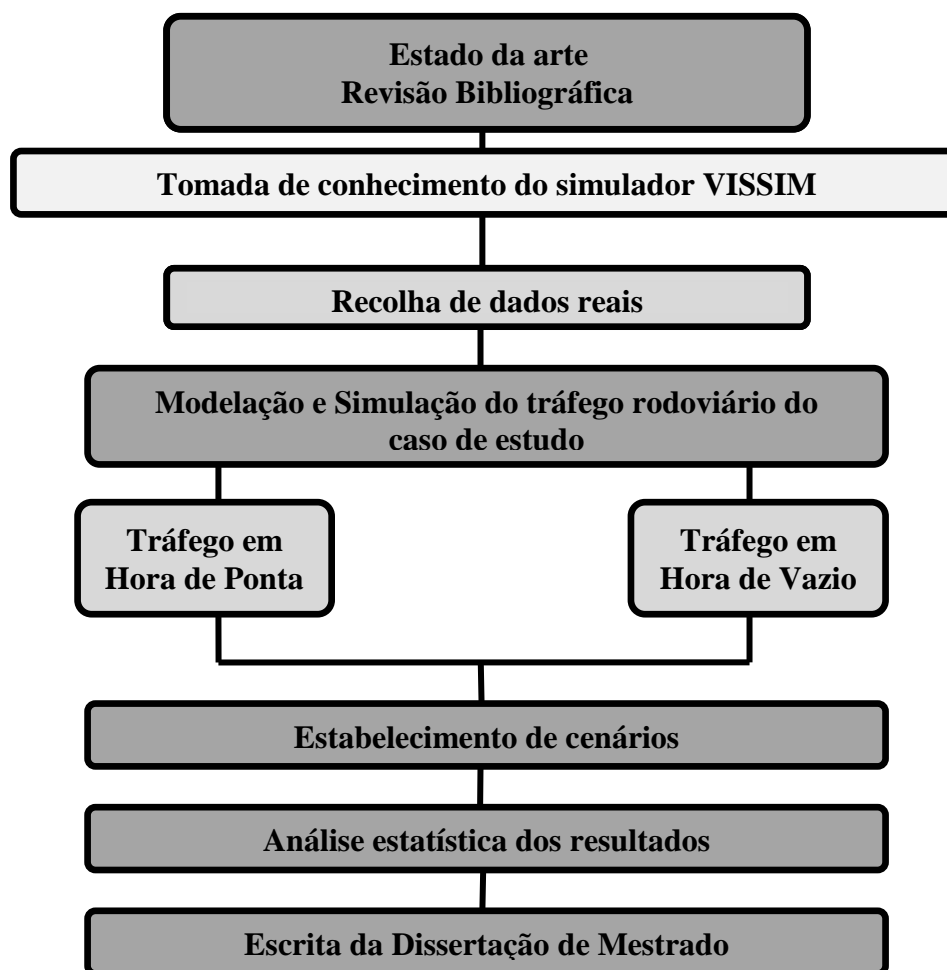 Estado da arte
Revisão Bibliográfica
Tomada de conhecimento do simulador VISSIM
Recolha de dados reais
Modelação e Simulação do tráfego rodoviário do
caso de estudo
Tráfego em
Hora de Ponta
Tráfego em
Hora de Vazio
Estabelecimento de cenários
Análise estatística dos resultados
Escrita da Dissertação de Mestrado